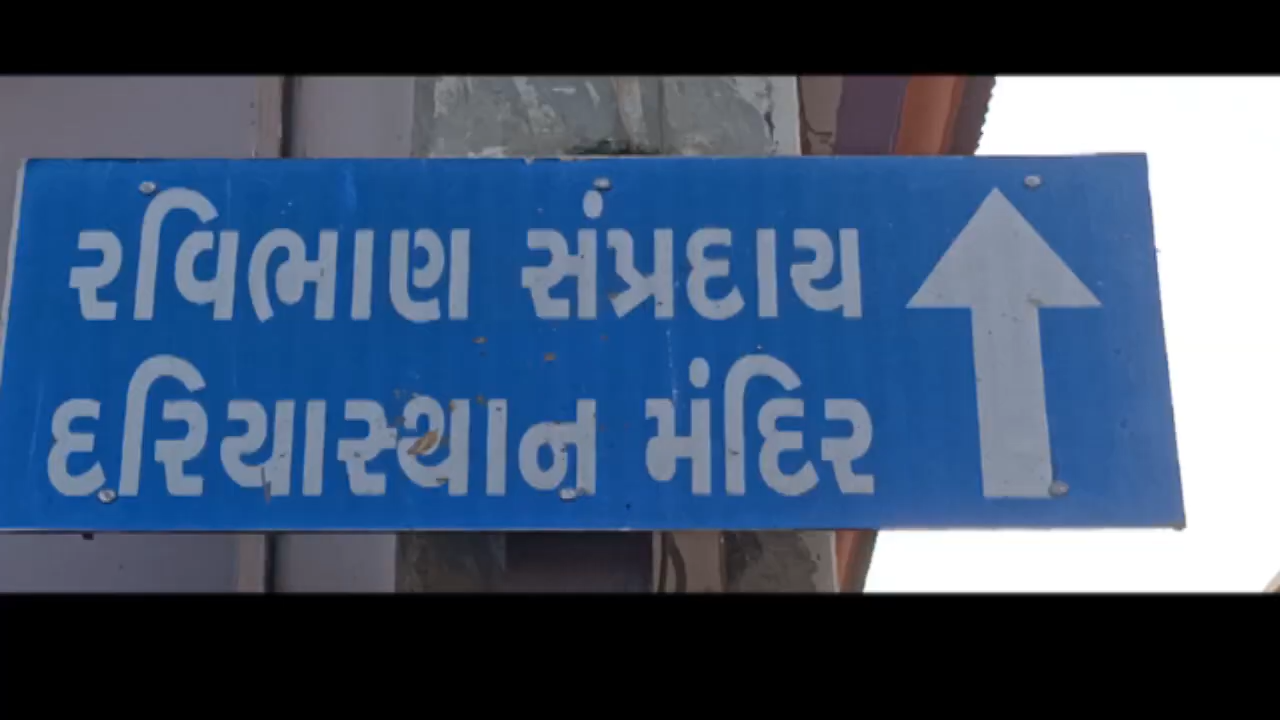 રવિભાણ સંપ્રદાય
દરિયાસ્થાન મંદિર